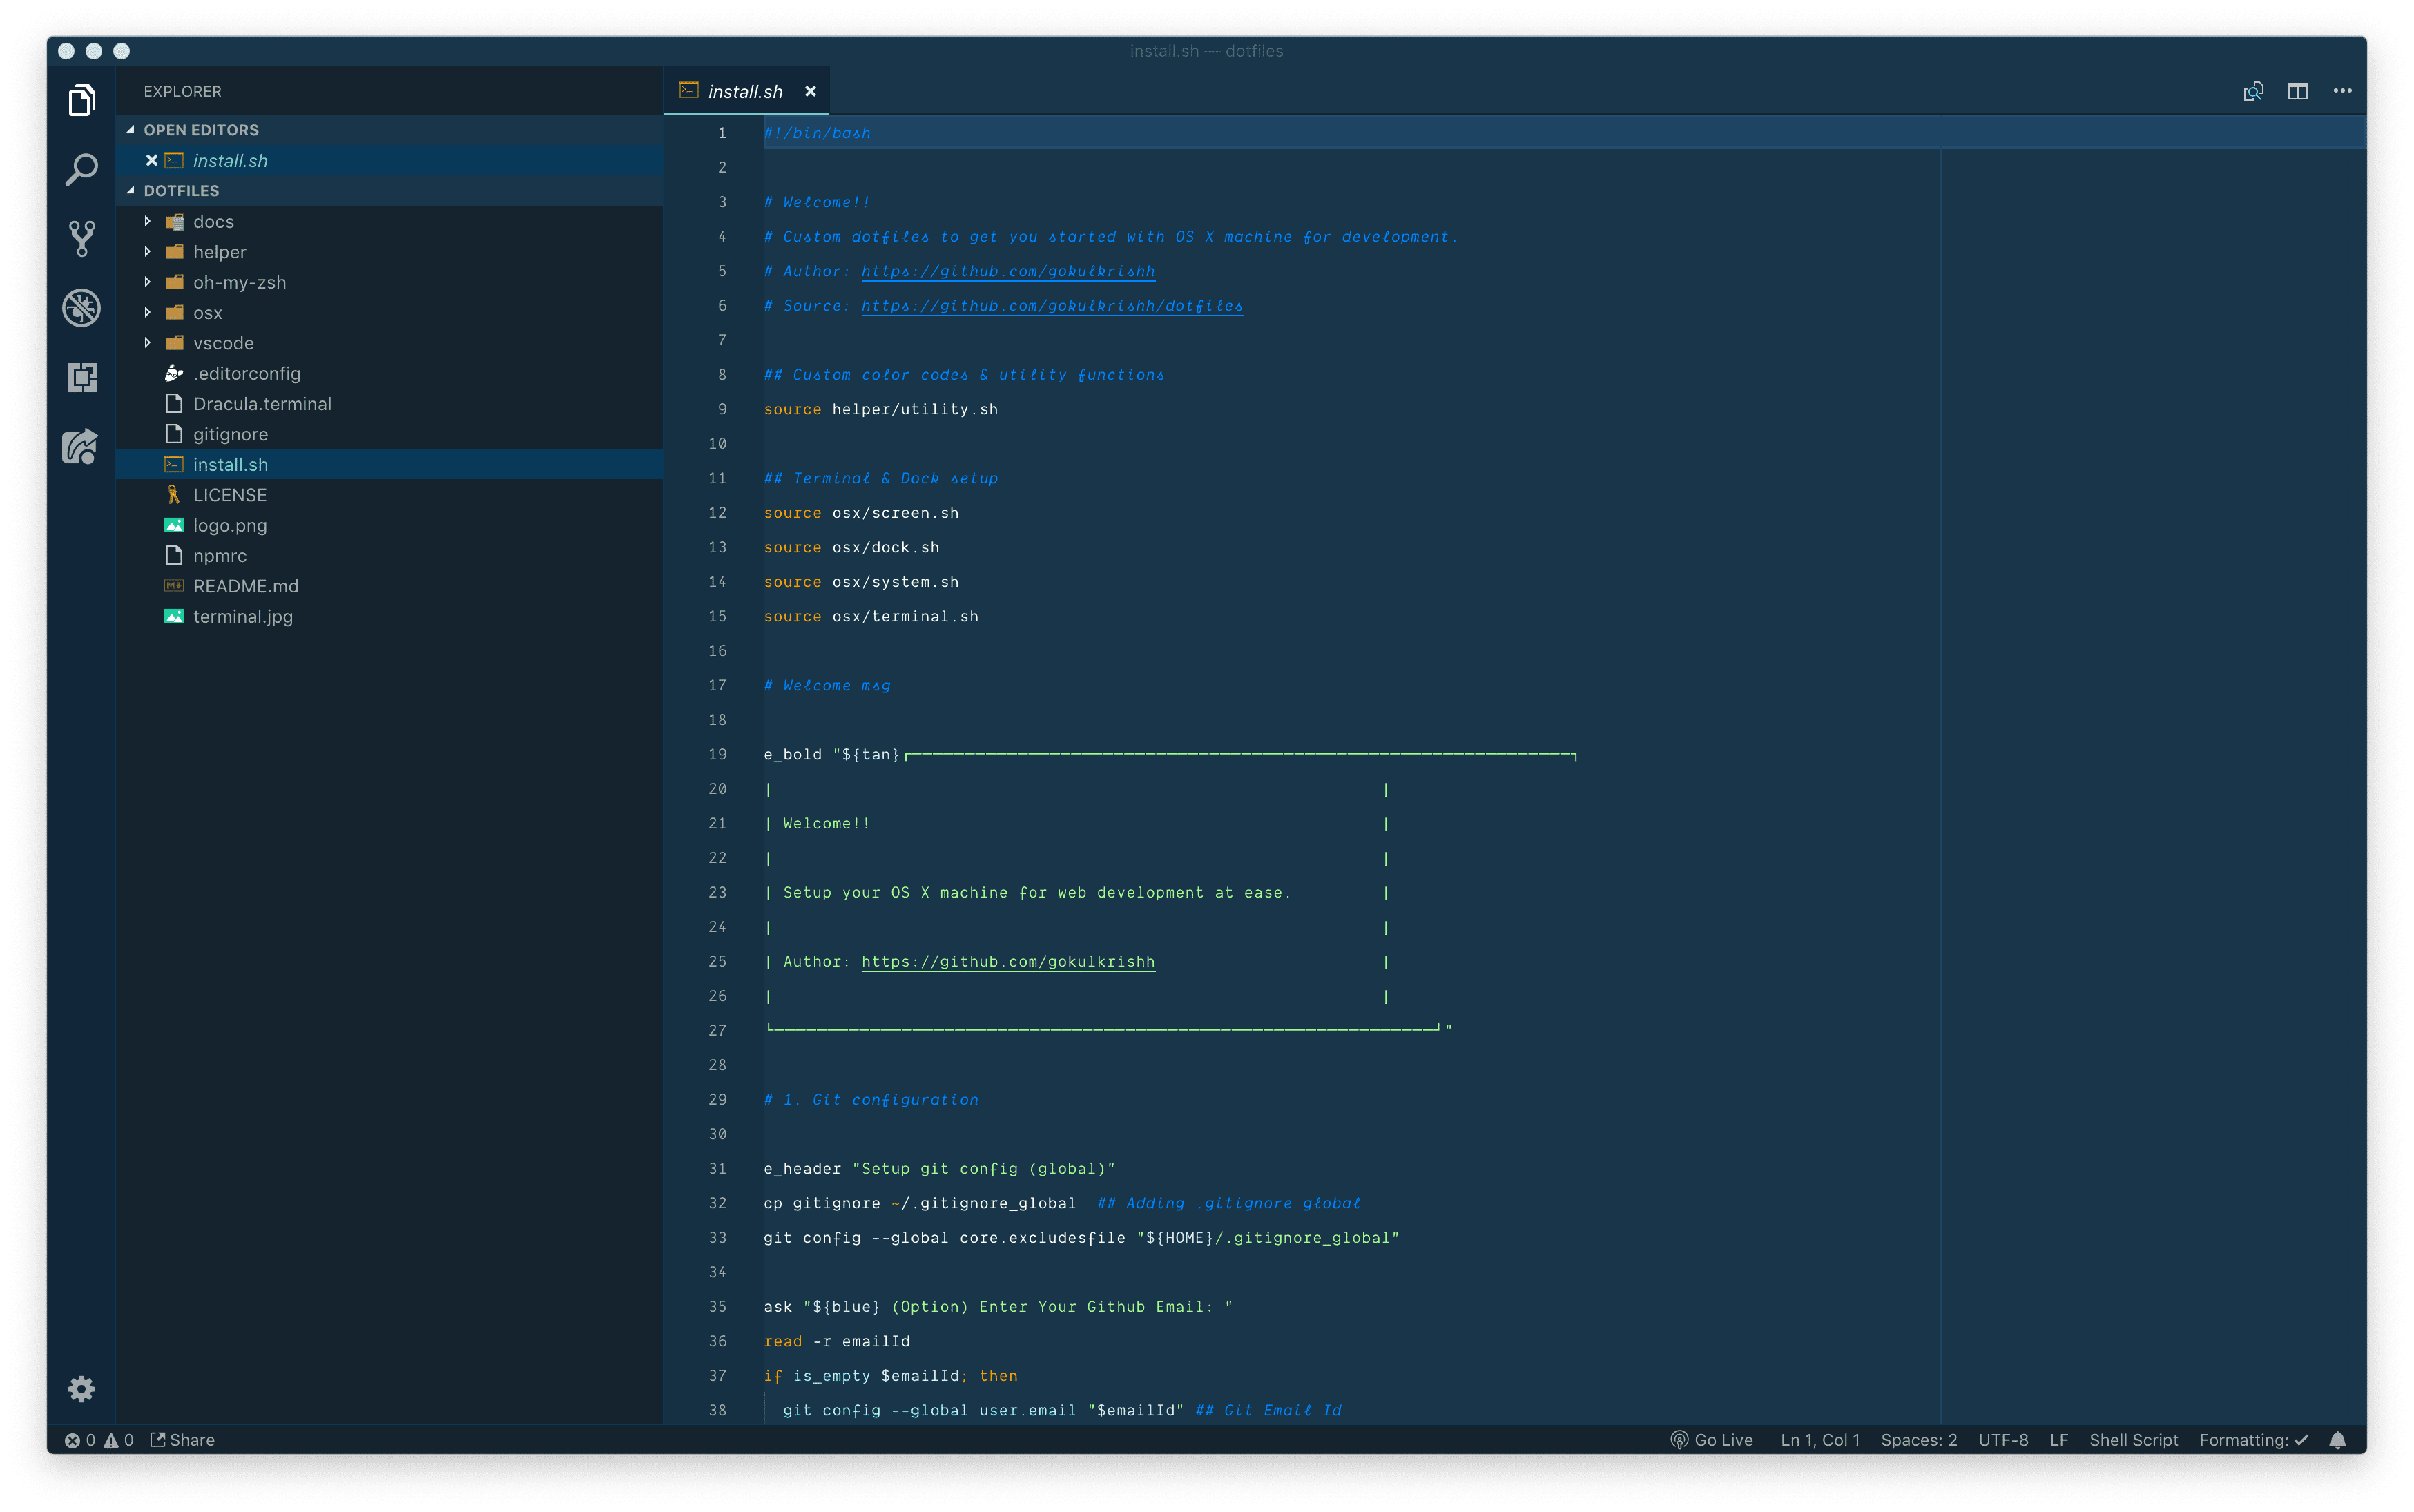 install.sh — dotfiles
EXPLORER
OPEN EDITORS
install.sh
DOTFILES
docs
helper
oh-my-zsh
osx
vscode
.editorconfig
Dracula.terminal
gitignore
install.sh
LICENSE
logo.png
npmrc
README.md
terminal.jpg
install.sh
1 #!/bin/bash
2
3 # Welcome!!
4 # Custom dotfiles to get you started with OS X machine for development.
5 # Author: https://github.com/gokulkrishh
6 # Source: https://github.com/gokulkrishh/dotfiles
7
8 ## Custom color codes & utility functions
9 source helper/utility.sh
10
11 ## Terminal & Dock setup
12 source osx/screen.sh
13 source osx/dock.sh
14 source osx/system.sh
15 source osx/terminal.sh
16
17 # Welcome msg
18
19 e_bold "${tan}┌──────────────────────────────────────────────────────────────┐
20 | |
21 | Welcome!! |
22 | |
23 | Setup your OS X machine for web development at ease. |
24 | |
25 | Author: https://github.com/gokulkrishh |
26 | |
27 └──────────────────────────────────────────────────────────────┘"
28
29 # 1. Git configuration
30
31 e_header "Setup git config (global)"
32 cp gitignore ~/.gitignore_global  ## Adding .gitignore global
33 git config --global core.excludesfile "${HOME}/.gitignore_global"
34
35 ask "${blue} (Option) Enter Your Github Email: "
36 read -r emailId
37 if is_empty $emailId; then
38   git config --global user.email "$emailId" ## Git Email Id
0 0 Share Go Live Ln 1, Col 1 Spaces: 2 UTF-8 LF Shell Script Formatting: ✓